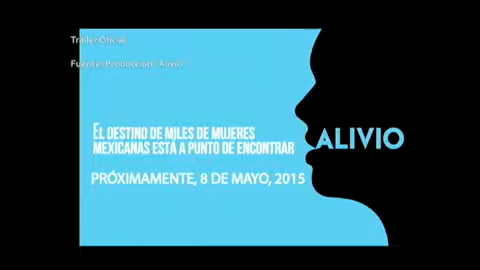 Trailer Oficial
Fuente: Producción "Alivio"
EL DESTINO DE MILES DE MUJERES
MEXICANAS ESTÁ A PUNTO DE ENCONTRAR
ALIVIO
PRÓXIMAMENTE, 8 DE MAYO, 2015